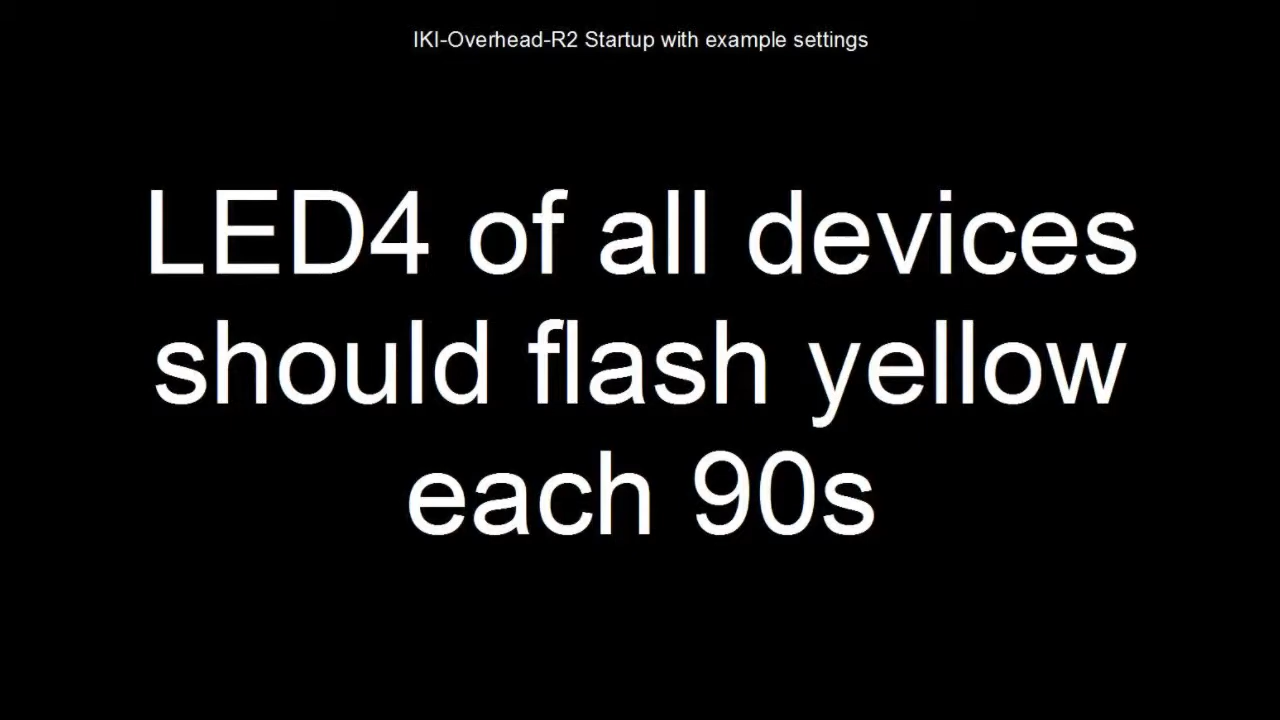 IKI-Overhead-R2 Startup with example settings
LED4 of all devices
should flash yellow
each 90s